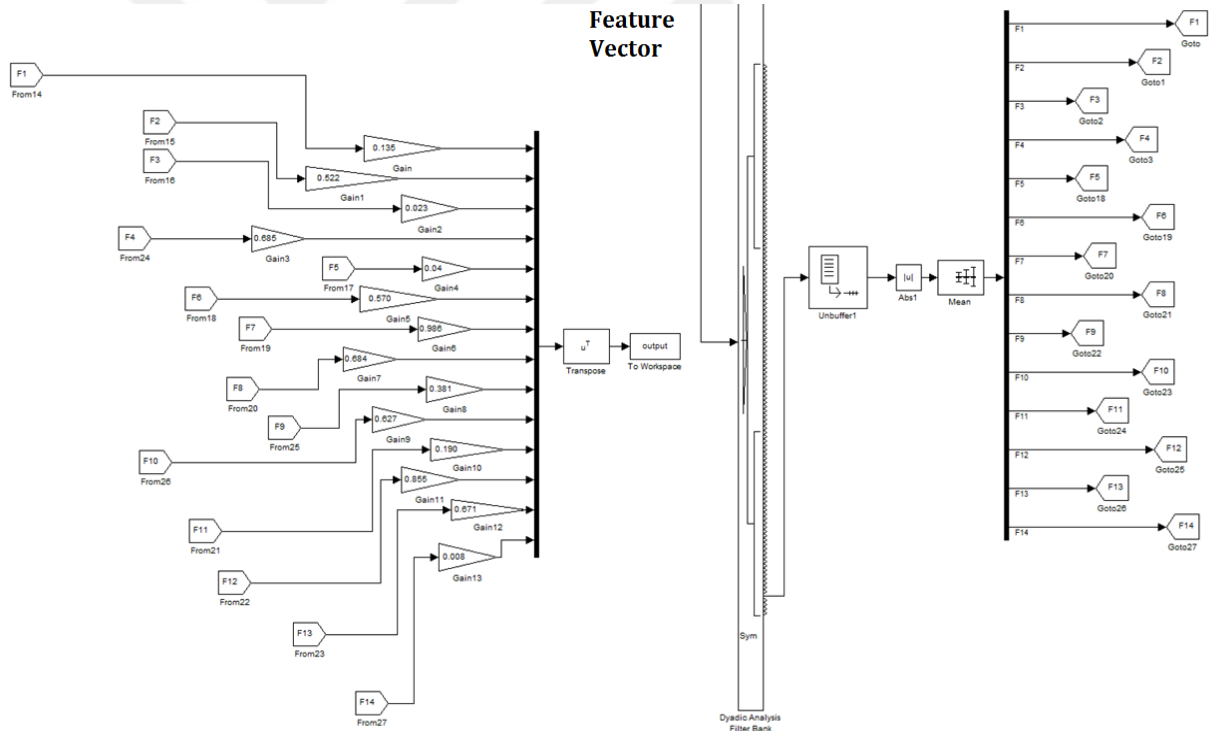 Feature
Vector
F1
From14
F2
From15
F3
From16
F4
From24
F5
From17
F6
From18
F7
From19
F8
From20
F9
From25
F10
From26
F11
From21
F12
From22
F13
From23
F14
From27
0.135
Gain
0.522
Gain1
0.023
Gain2
0.685
Gain3
0.04
Gain4
0.570
Gain5
0.986
Gain6
0.684
Gain7
0.381
Gain8
0.627
Gain9
0.190
Gain10
0.855
Gain11
0.671
Gain12
0.008
Gain13
uT
Transpose
output
To Workspace
Sym
Dyadic Analysis
Filter Bank
Unbuffer1
|u|
Abs1
Mean
F1
F1
Goto
F2
F2
Goto1
F3
F3
Goto2
F4
F4
Goto3
F5
F5
Goto18
F6
F6
Goto19
F7
F7
Goto20
F8
F8
Goto21
F9
F9
Goto22
F10
F10
Goto23
F11
F11
Goto24
F12
F12
Goto25
F13
F13
Goto26
F14
F14
Goto27